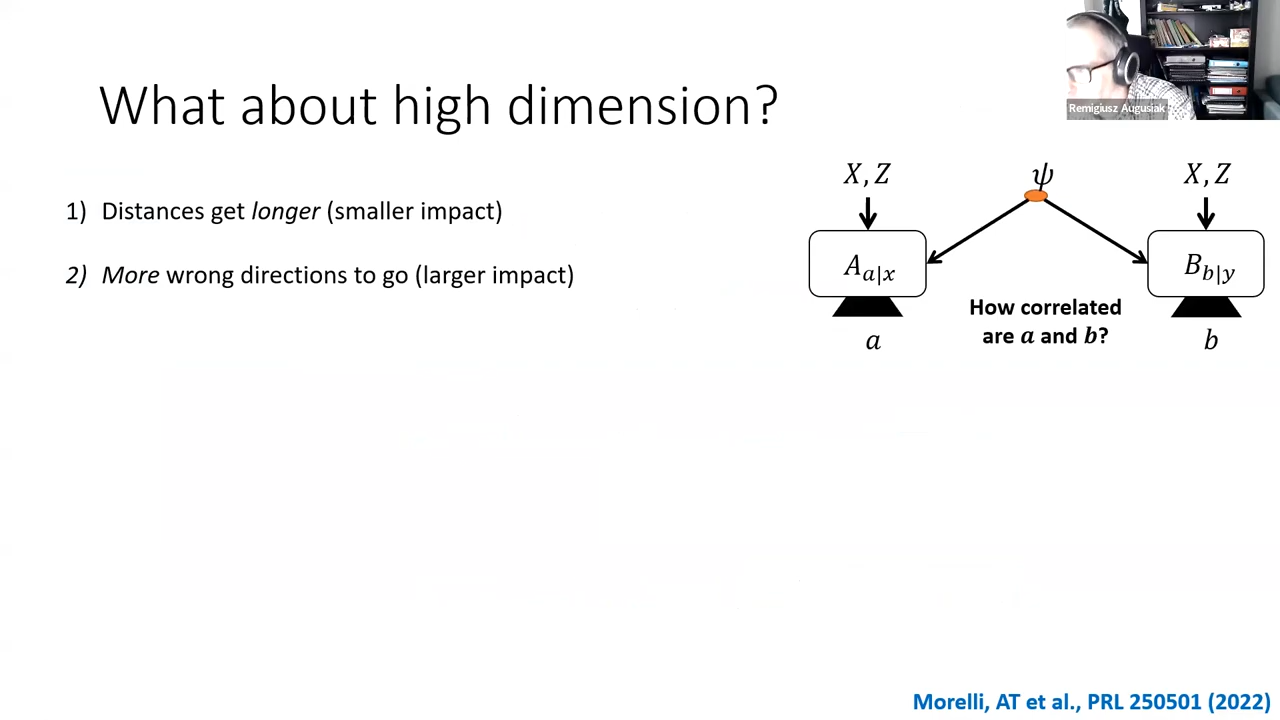 What about high dimension?
Remigiusz Augusiak
1) Distances get longer (smaller impact)
2) More wrong directions to go (larger impact)
X, Z
ψ
X, Z
A_{a|x}
B_{b|y}
How correlated
are a and b?
a
b
Morelli, AT et al., PRL 250501 (2022)